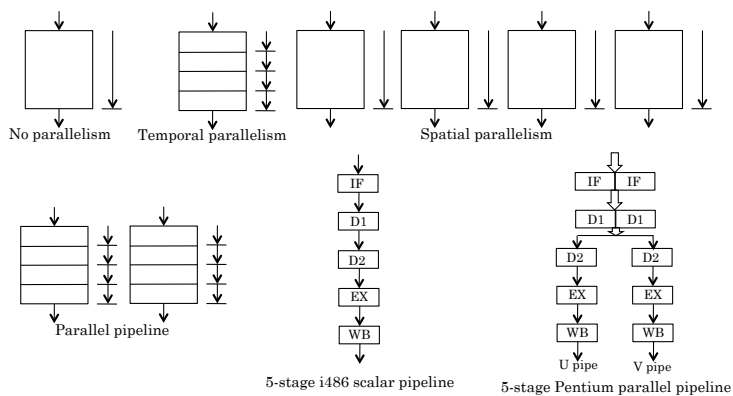 No parallelism
Temporal parallelism
Spatial parallelism
Parallel pipeline
IF
D1
D2
EX
WB
5-stage i486 scalar pipeline
IF IF
D1 D1
D2 D2
EX EX
WB WB
U pipe V pipe
5-stage Pentium parallel pipeline